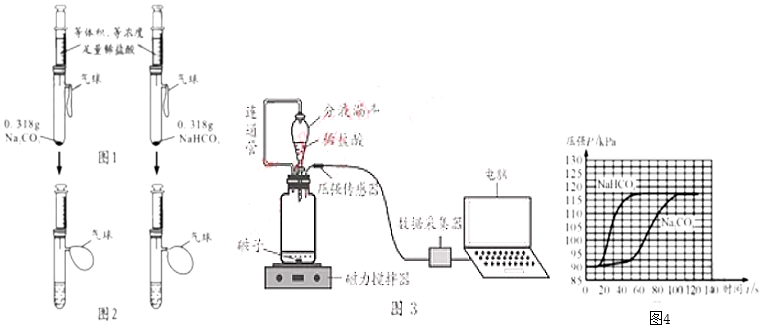 等体积、等浓度
足量稀盐酸
气球
气球
0.318g
Na₂CO₃
0.318g
NaHCO₃
图1
气球
气球
图2
连通管
分液漏斗
稀盐酸
压强传感器
电脑
数据采集器
磁子
磁力搅拌器
图 3
压强P/kPa
130
125
120
115
110
105
100
95
90
85
NaHCO₃
Na₂CO₃
0 20 40 60 80 100 120 140 时间t/s
图4